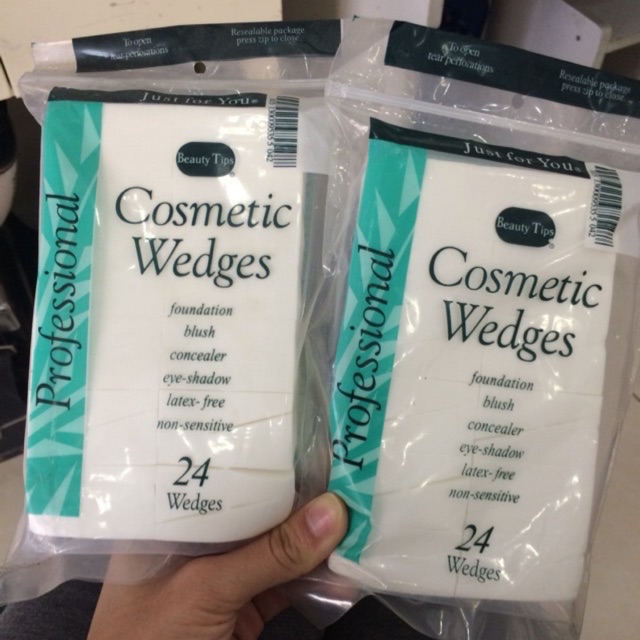 To open
tear perforations
Resealable package
press zip to close
Just for You®
Beauty Tips®
Cosmetic
Wedges
Professional
foundation
blush
concealer
eye-shadow
latex-free
non-sensitive
24
Wedges
To open
tear perforations
Resealable package
press zip to close
Just for You®
Beauty Tips®
Cosmetic
Wedges
Professional
foundation
blush
concealer
eye-shadow
latex-free
non-sensitive
24
Wedges